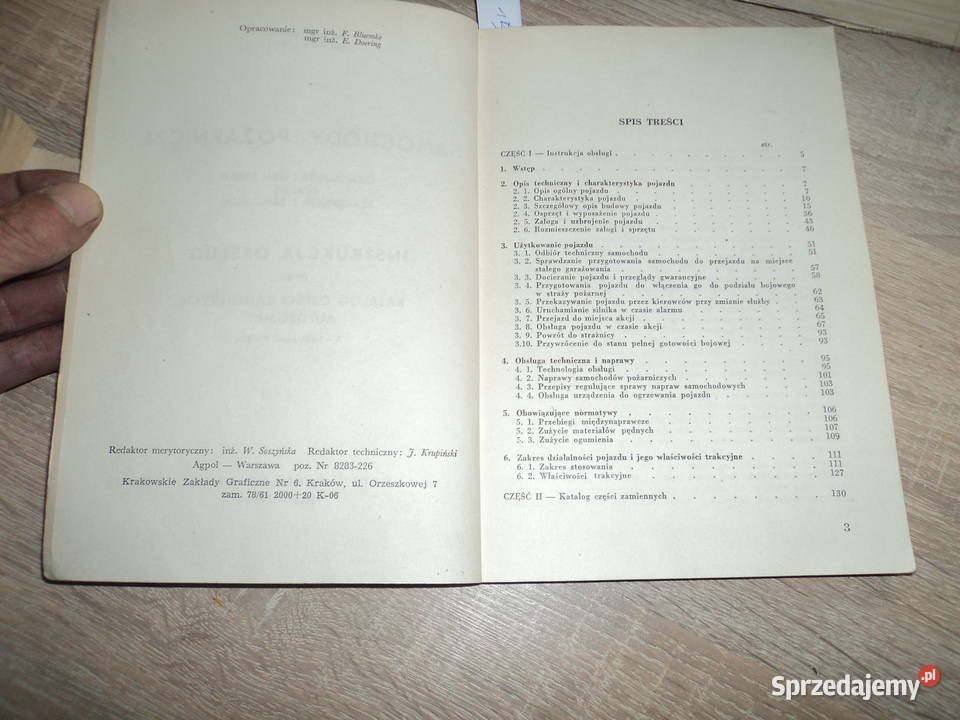 Opracowanie: mgr inż. F. Bluemke
mgr inż. E. Doering
Redaktor merytoryczny: inż. W. Soszyńska Redaktor techniczny: J. Krupiński
Agpol — Warszawa poz. Nr 8283-226
Krakowskie Zakłady Graficzne Nr 6. Kraków, ul. Orzeszkowej 7
zam. 78/61 2000+20 K-06
SPIS TREŚCI
str.
CZĘŚĆ I — Instrukcja obsługi . . . . . . . . . 5
1. Wstęp . . . . . . . . . . . . 7
2. Opis techniczny i charakterystyka pojazdu . . . . . 7
2. 1. Opis ogólny pojazdu . . . . . . . . 7
2. 2. Charakterystyka pojazdu . . . . . . . 10
2. 3. Szczegółowy opis budowy pojazdu . . . . . 15
2. 4. Osprzęt i wyposażenie pojazdu . . . . . . 36
2. 5. Załoga i uzbrojenie pojazdu . . . . . . 43
2. 6. Rozmieszczenie załogi i sprzętu . . . . . . 46
3. Użytkowanie pojazdu . . . . . . . . . 51
3. 1. Odbiór techniczny samochodu . . . . . . 51
3. 2. Sprawdzanie przygotowania samochodu do przejazdu na miejsce
stałego garażowania . . . . . . . . 57
3. 3. Docieranie pojazdu i przeglądy gwarancyjne . . . . 58
3. 4. Przygotowania pojazdu do włączenia go do podziału bojowego
w straży pożarnej . . . . . . . . . 62
3. 5. Przekazywanie pojazdu przez kierowców przy zmianie służby . 63
3. 6. Uruchamianie silnika w czasie alarmu . . . . . 64
3. 7. Przejazd do miejsca akcji . . . . . . . 65
3. 8. Obsługa pojazdu w czasie akcji . . . . . . 67
3. 9. Powrót do strażnicy . . . . . . . . 93
3.10. Przywrócenie do stanu pełnej gotowości bojowej . . . 93
4. Obsługa techniczna i naprawy . . . . . . . 95
4. 1. Technologia obsługi . . . . . . . . 95
4. 2. Naprawy samochodów pożarniczych . . . . . 101
4. 3. Przepisy regulujące sprawy napraw samochodowych . . 103
4. 4. Obsługa urządzenia do ogrzewania pojazdu . . . . 103
5. Obowiązujące normatywy . . . . . . . . 106
5. 1. Przebiegi międzynaprawcze . . . . . . . 106
5. 2. Zużycie materiałów pędnych . . . . . . 107
5. 3. Zużycie ogumienia . . . . . . . . 109
6. Zakres działalności pojazdu i jego właściwości trakcyjne . . . 111
6. 1. Zakres stosowania . . . . . . . . 111
6. 2. Właściwości trakcyjne . . . . . . . 127
CZĘŚĆ II — Katalog części zamiennych . . . . . . 130
3
Sprzedajemy.pl